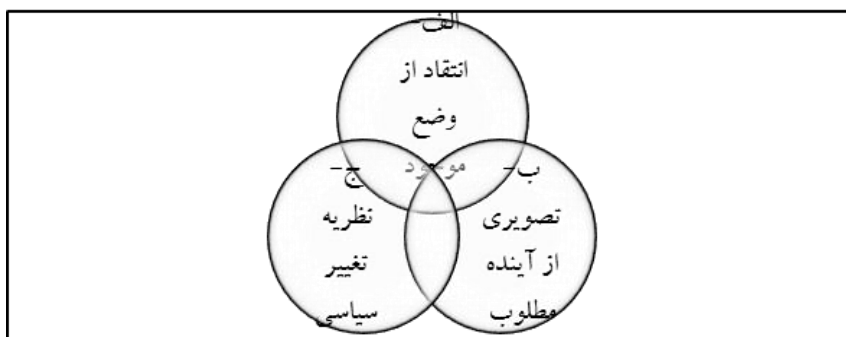 الف-
انتقاد از
وضع
موجود
ب-
تصویری
از آینده
مطلوب
ج-
نظریه
تغییر
سیاسی